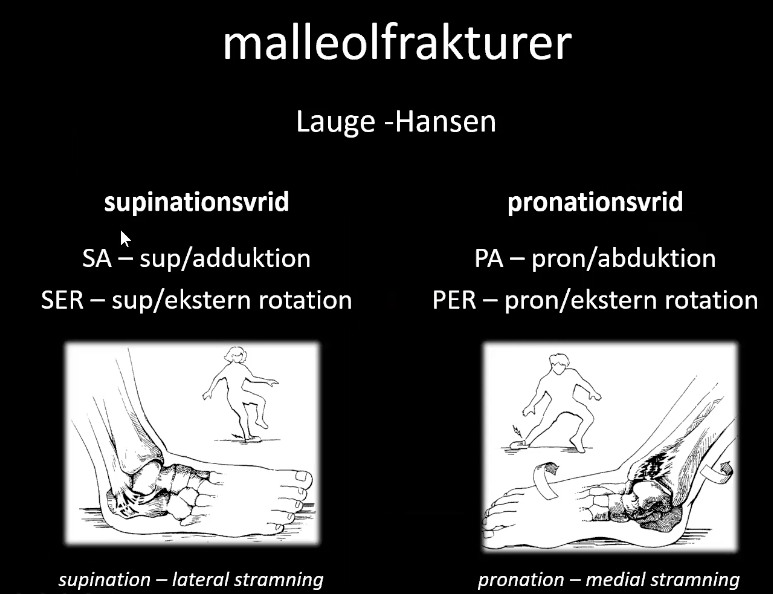 malleolfrakturer
Lauge -Hansen
supinationsvrid
SA – sup/adduktion
SER – sup/ekstern rotation
supination – lateral stramning
pronationsvrid
PA – pron/abduktion
PER – pron/ekstern rotation
pronation – medial stramning